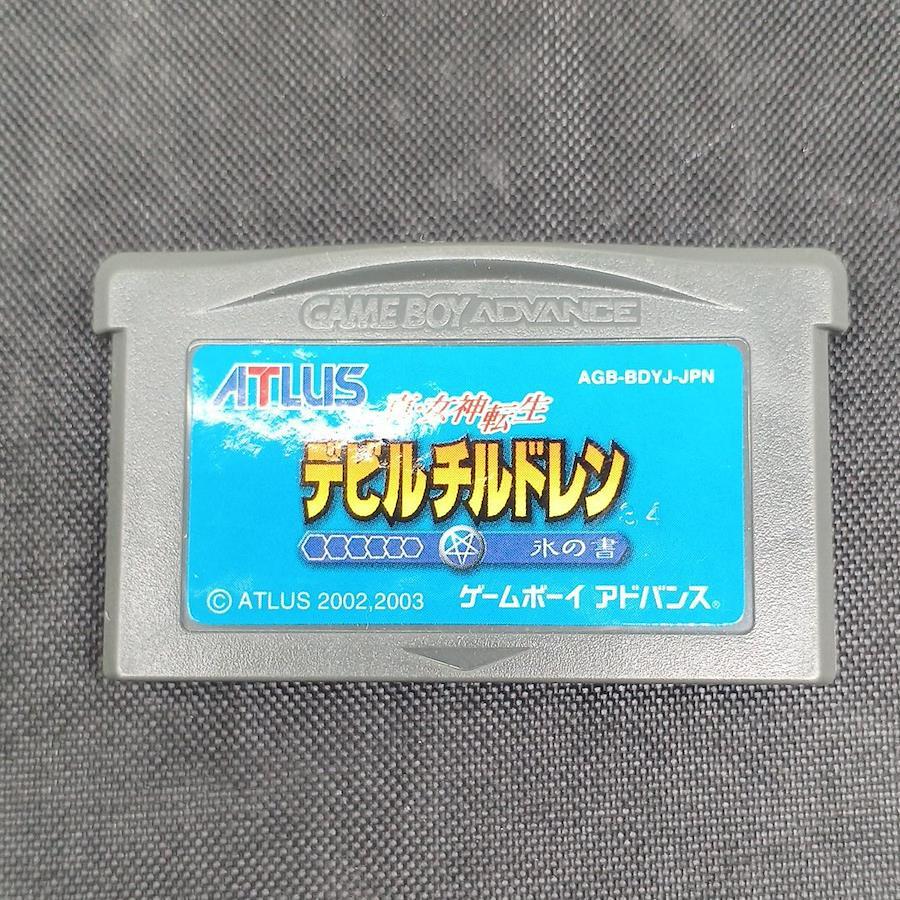 GAME BOY ADVANCE
ATLUS
AGB-BDYJ-JPN
真・女神転生
デビルチルドレン
氷の書
© ATLUS 2002,2003
ゲームボーイ アドバンス®